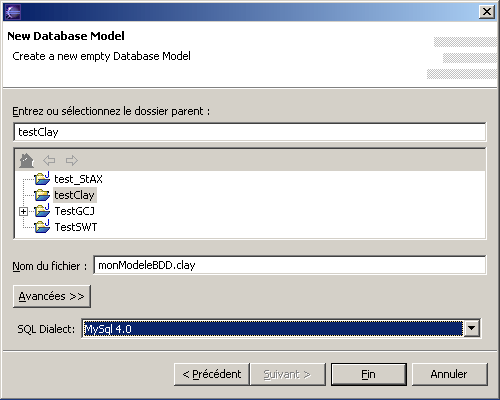 New Database Model
Create a new empty Database Model
Entrez ou sélectionnez le dossier parent :
testClay
test_StAX
testClay
TestGCJ
TestSWT
Nom du fichier : monModeleBDD.clay
Avancées >>
SQL Dialect: MySql 4.0
< Précédent Suivant > Fin Annuler